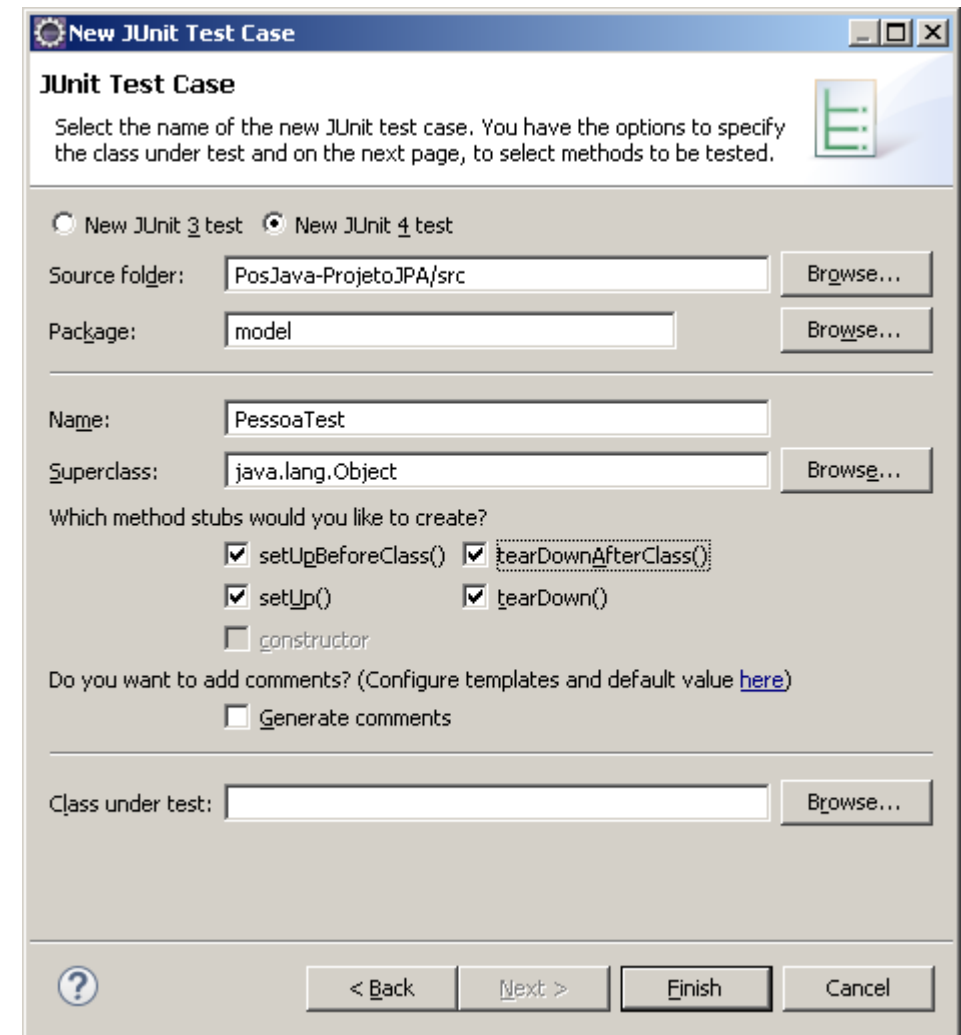 New JUnit Test Case
JUnit Test Case
Select the name of the new JUnit test case. You have the options to specify
the class under test and on the next page, to select methods to be tested.
New JUnit 3 test New JUnit 4 test
Source folder: PosJava-ProjetoJPA/src Browse...
Package: model Browse...
Name: PessoaTest
Superclass: java.lang.Object Browse...
Which method stubs would you like to create?
setUpBeforeClass() tearDownAfterClass()
setUp() tearDown()
constructor
Do you want to add comments? (Configure templates and default value here)
Generate comments
Class under test: Browse...
? < Back Next > Finish Cancel